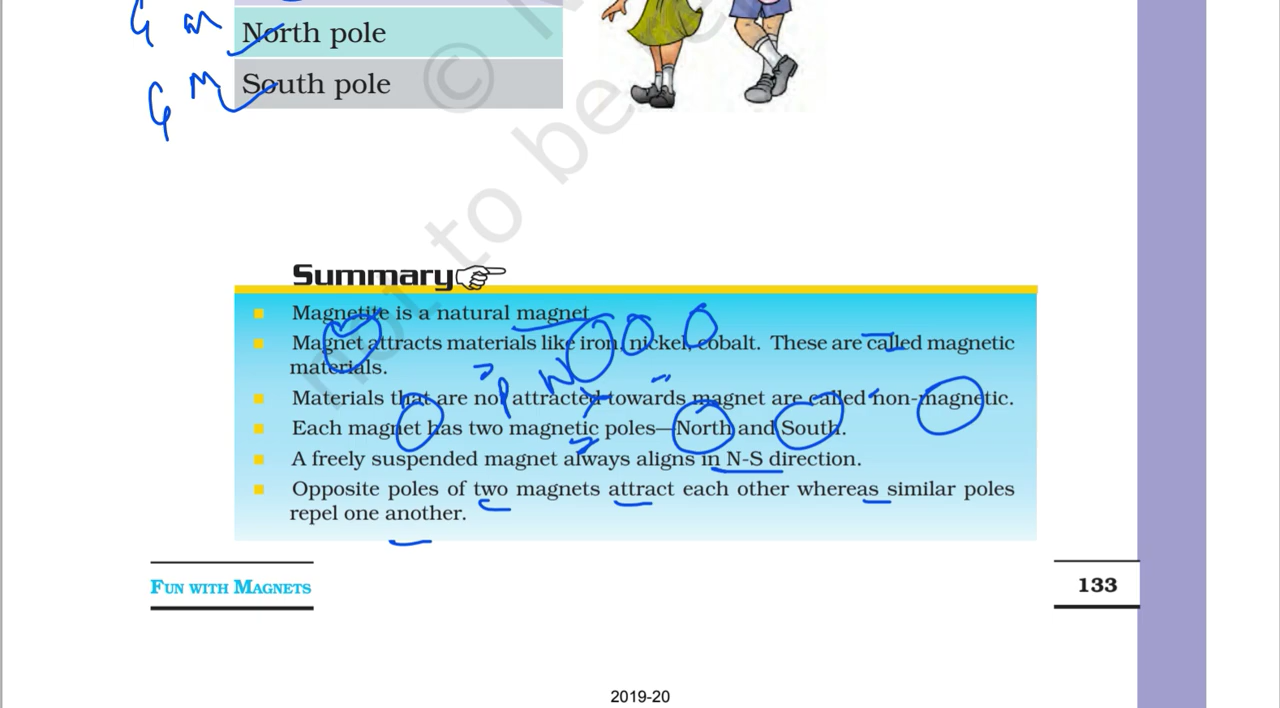 North pole
South pole
©
not to be
Summary
Magnetite is a natural magnet
Magnet attracts materials like iron, nickel, cobalt. These are called magnetic
materials.
Materials that are not attracted towards magnet are called non-magnetic.
Each magnet has two magnetic poles—North and South.
A freely suspended magnet always aligns in N-S direction.
Opposite poles of two magnets attract each other whereas similar poles
repel one another.
FUN WITH MAGNETS
133
2019-20